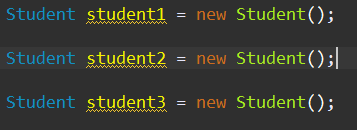 Student student1 = new Student();
Student student2 = new Student();
Student student3 = new Student();